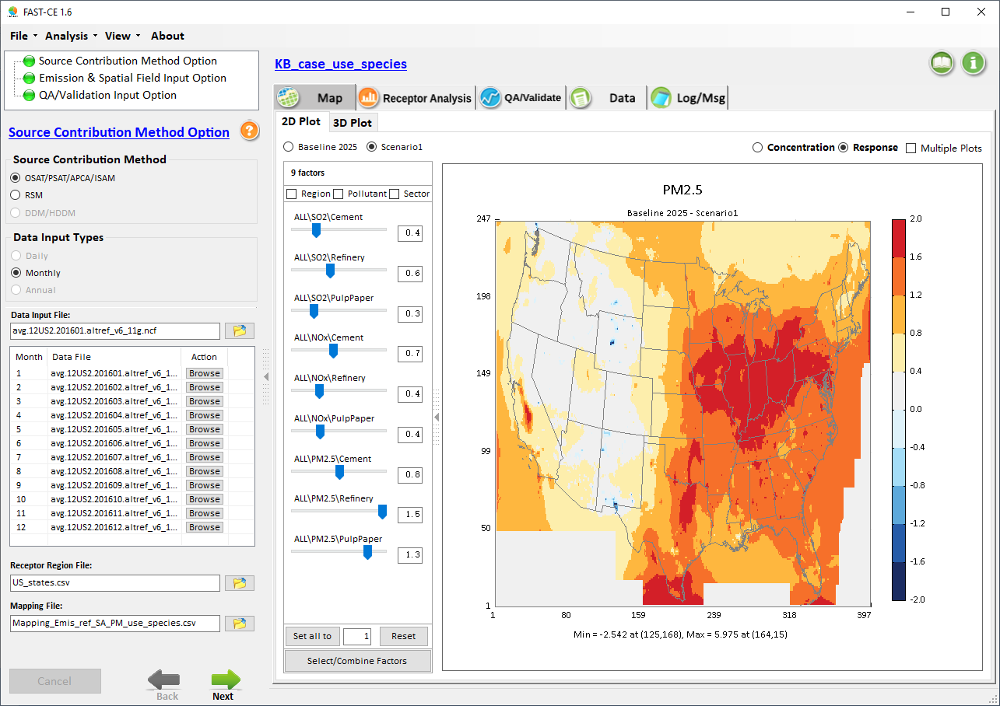 FAST-CE 1.6
File Analysis View About
Source Contribution Method Option
Emission & Spatial Field Input Option
QA/Validation Input Option
Source Contribution Method Option
Source Contribution Method
OSAT/PSAT/APCA/ISAM
RSM
DDM/HDDM
Data Input Types
Daily
Monthly
Annual
Data Input File:
avg.12US2.201601.altref_v6_11g.ncf
Month Data File Action
1 avg.12US2.201601.altref_v6_1... Browse
2 avg.12US2.201602.altref_v6_1... Browse
3 avg.12US2.201603.altref_v6_1... Browse
4 avg.12US2.201604.altref_v6_1... Browse
5 avg.12US2.201605.altref_v6_1... Browse
6 avg.12US2.201606.altref_v6_1... Browse
7 avg.12US2.201607.altref_v6_1... Browse
8 avg.12US2.201608.altref_v6_1... Browse
9 avg.12US2.201609.altref_v6_1... Browse
10 avg.12US2.201610.altref_v6_1... Browse
11 avg.12US2.201611.altref_v6_1... Browse
12 avg.12US2.201612.altref_v6_1... Browse
Receptor Region File:
US_states.csv
Mapping File:
Mapping_Emis_ref_SA_PM_use_species.csv
Cancel
Back
Next
KB_case_use_species
Map Receptor Analysis QA/Validate Data Log/Msg
2D Plot 3D Plot
Baseline 2025 Scenario1
Concentration Response Multiple Plots
9 factors
Region Pollutant Sector
ALL\SO2\Cement
0.4
ALL\SO2\Refinery
0.6
ALL\SO2\PulpPaper
0.3
ALL\NOx\Cement
0.7
ALL\NOx\Refinery
0.4
ALL\NOx\PulpPaper
0.4
ALL\PM2.5\Cement
0.8
ALL\PM2.5\Refinery
1.5
ALL\PM2.5\PulpPaper
1.3
Set all to 1 Reset
Select/Combine Factors
PM2.5
Baseline 2025 - Scenario1
247
198
149
99
50
1
1 80 159 239 318 397
Min = -2.542 at (125,168), Max = 5.975 at (164,15)
2.0
1.6
1.2
0.8
0.4
0.0
-0.4
-0.8
-1.2
-1.6
-2.0